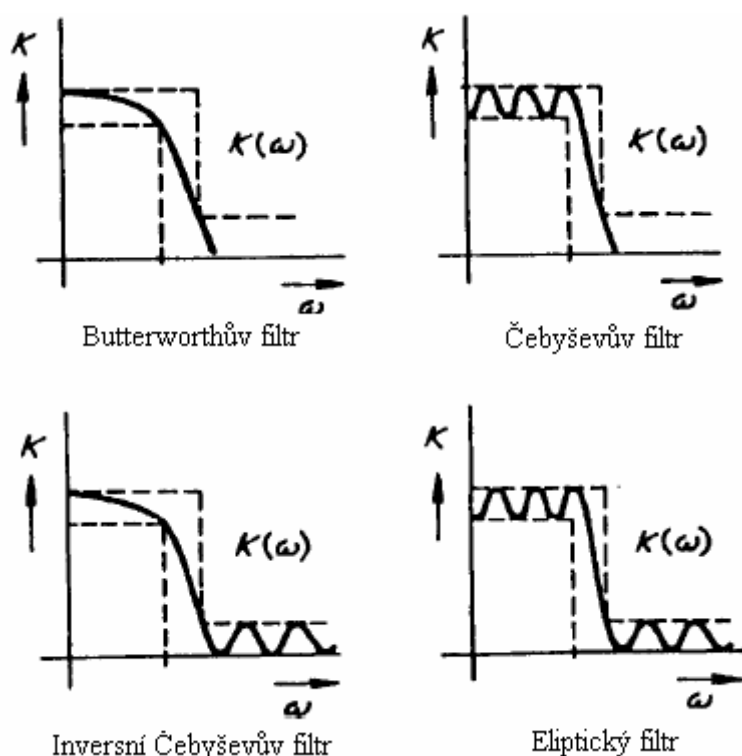 K
K(ω)
ω
Butterworthův filtr
K
K(ω)
ω
Čebyševův filtr
K
K(ω)
ω
Inversní Čebyševův filtr
K
K(ω)
ω
Eliptický filtr